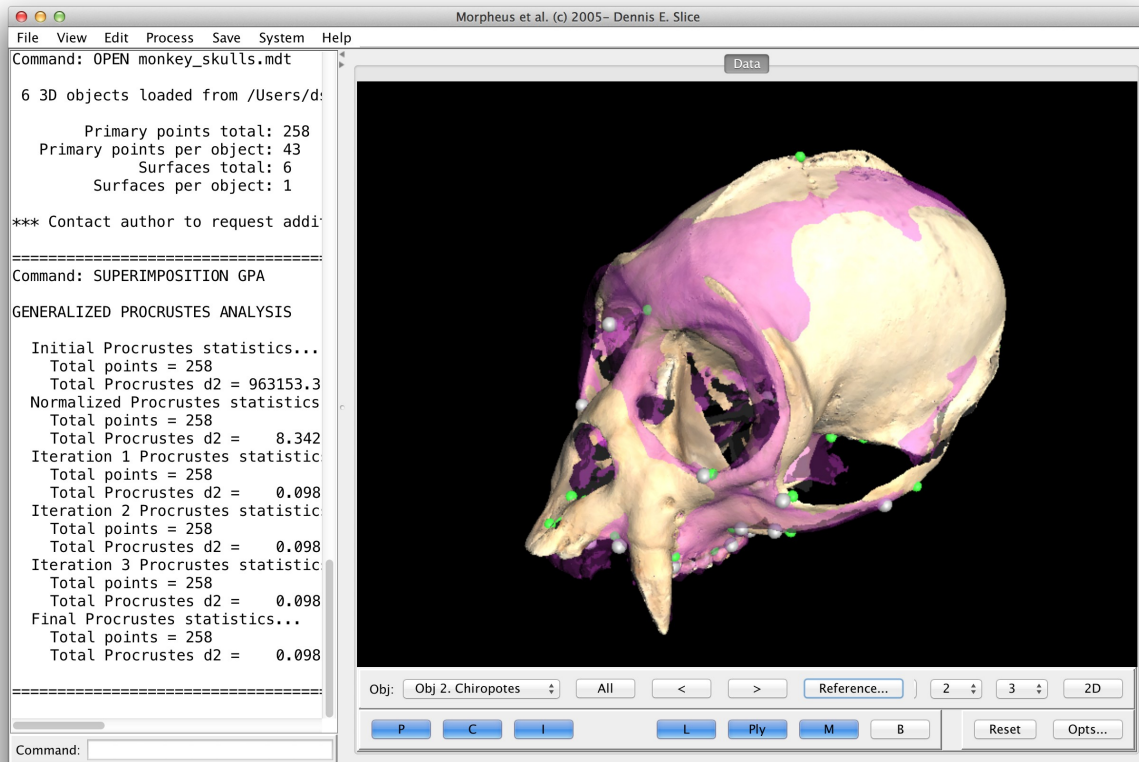 Morpheus et al. (c) 2005– Dennis E. Slice
File View Edit Process Save System Help
Command: OPEN monkey_skulls.mdt
6 3D objects loaded from /Users/ds
Primary points total: 258
Primary points per object: 43
Surfaces total: 6
Surfaces per object: 1
*** Contact author to request addi
=====================================
Command: SUPERIMPOSITION GPA
GENERALIZED PROCRUSTES ANALYSIS
Initial Procrustes statistics...
Total points = 258
Total Procrustes d2 = 963153.3
Normalized Procrustes statistics
Total points = 258
Total Procrustes d2 = 8.342
Iteration 1 Procrustes statistic
Total points = 258
Total Procrustes d2 = 0.098
Iteration 2 Procrustes statistic
Total points = 258
Total Procrustes d2 = 0.098
Iteration 3 Procrustes statistic
Total points = 258
Total Procrustes d2 = 0.098
Final Procrustes statistics...
Total points = 258
Total Procrustes d2 = 0.098
=====================================
Command:
Data
Obj: Obj 2. Chiropotes All < > Reference... 2 3 2D
P C I L Ply M B Reset Opts...